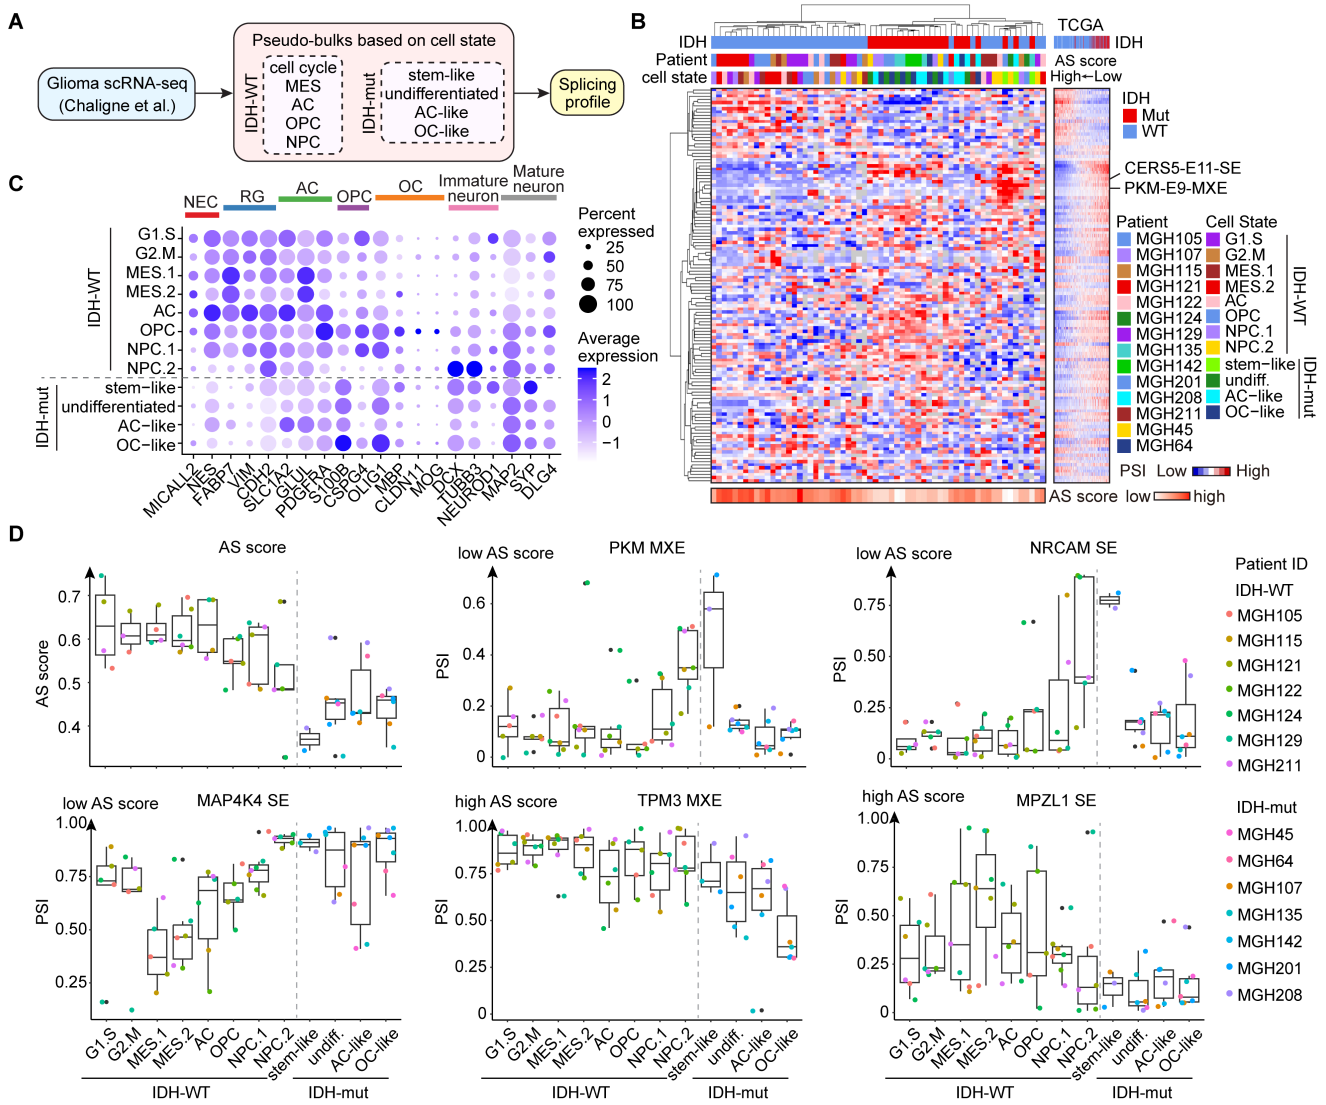 A
Glioma scRNA-seq
(Chaligne et al.)
Pseudo-bulks based on cell state
IDH-WT
cell cycle
MES
AC
OPC
NPC
IDH-mut
stem-like
undifferentiated
AC-like
OC-like
Splicing
profile
B
IDH
Patient
cell state
TCGA
IDH
AS score
High←Low
IDH
Mut
WT
CERS5-E11-SE
PKM-E9-MXE
Patient
MGH105
MGH107
MGH115
MGH121
MGH122
MGH124
MGH129
MGH135
MGH142
MGH201
MGH208
MGH211
MGH45
MGH64
Cell State
G1.S
G2.M
MES.1
MES.2
AC
OPC
NPC.1
NPC.2
stem−like
undiff.
AC−like
OC−like
IDH-WT
IDH-mut
PSI Low High
AS score low high
C
NEC
RG
AC
OPC
OC
Immature
neuron
Mature
neuron
IDH-WT
G1.S
G2.M
MES.1
MES.2
AC
OPC
NPC.1
NPC.2
IDH-mut
stem−like
undifferentiated
AC−like
OC−like
MICALL2
NES
FABP7
VIM
CDH2
SLC1A2
GLUL
PDGFRA
S100B
CSPG4
OLIG1
MBP
CLDN11
MOG
DCX
TUBB3
NEUROD1
MAP2
SYP
DLG4
Percent
expressed
25
50
75
100
Average
expression
2
1
0
−1
D
AS score
AS score
0.7
0.6
0.5
0.4
low AS score
PKM MXE
PSI
0.6
0.4
0.2
0
low AS score
NRCAM SE
PSI
0.75
0.50
0.25
0
low AS score
MAP4K4 SE
PSI
1.00
0.75
0.50
0.25
G1.S
G2.M
MES.1
MES.2
AC
OPC
NPC.1
NPC.2
stem-like
undiff.
AC-like
OC-like
IDH-WT
IDH-mut
high AS score
TPM3 MXE
PSI
1.00
0.75
0.50
0.25
0
G1.S
G2.M
MES.1
MES.2
AC
OPC
NPC.1
NPC.2
stem-like
undiff.
AC-like
OC-like
IDH-WT
IDH-mut
high AS score
MPZL1 SE
PSI
1.00
0.75
0.50
0.25
0
G1.S
G2.M
MES.1
MES.2
AC
OPC
NPC.1
NPC.2
stem-like
undiff.
AC-like
OC-like
IDH-WT
IDH-mut
Patient ID
IDH-WT
MGH105
MGH115
MGH121
MGH122
MGH124
MGH129
MGH211
IDH-mut
MGH45
MGH64
MGH107
MGH135
MGH142
MGH201
MGH208